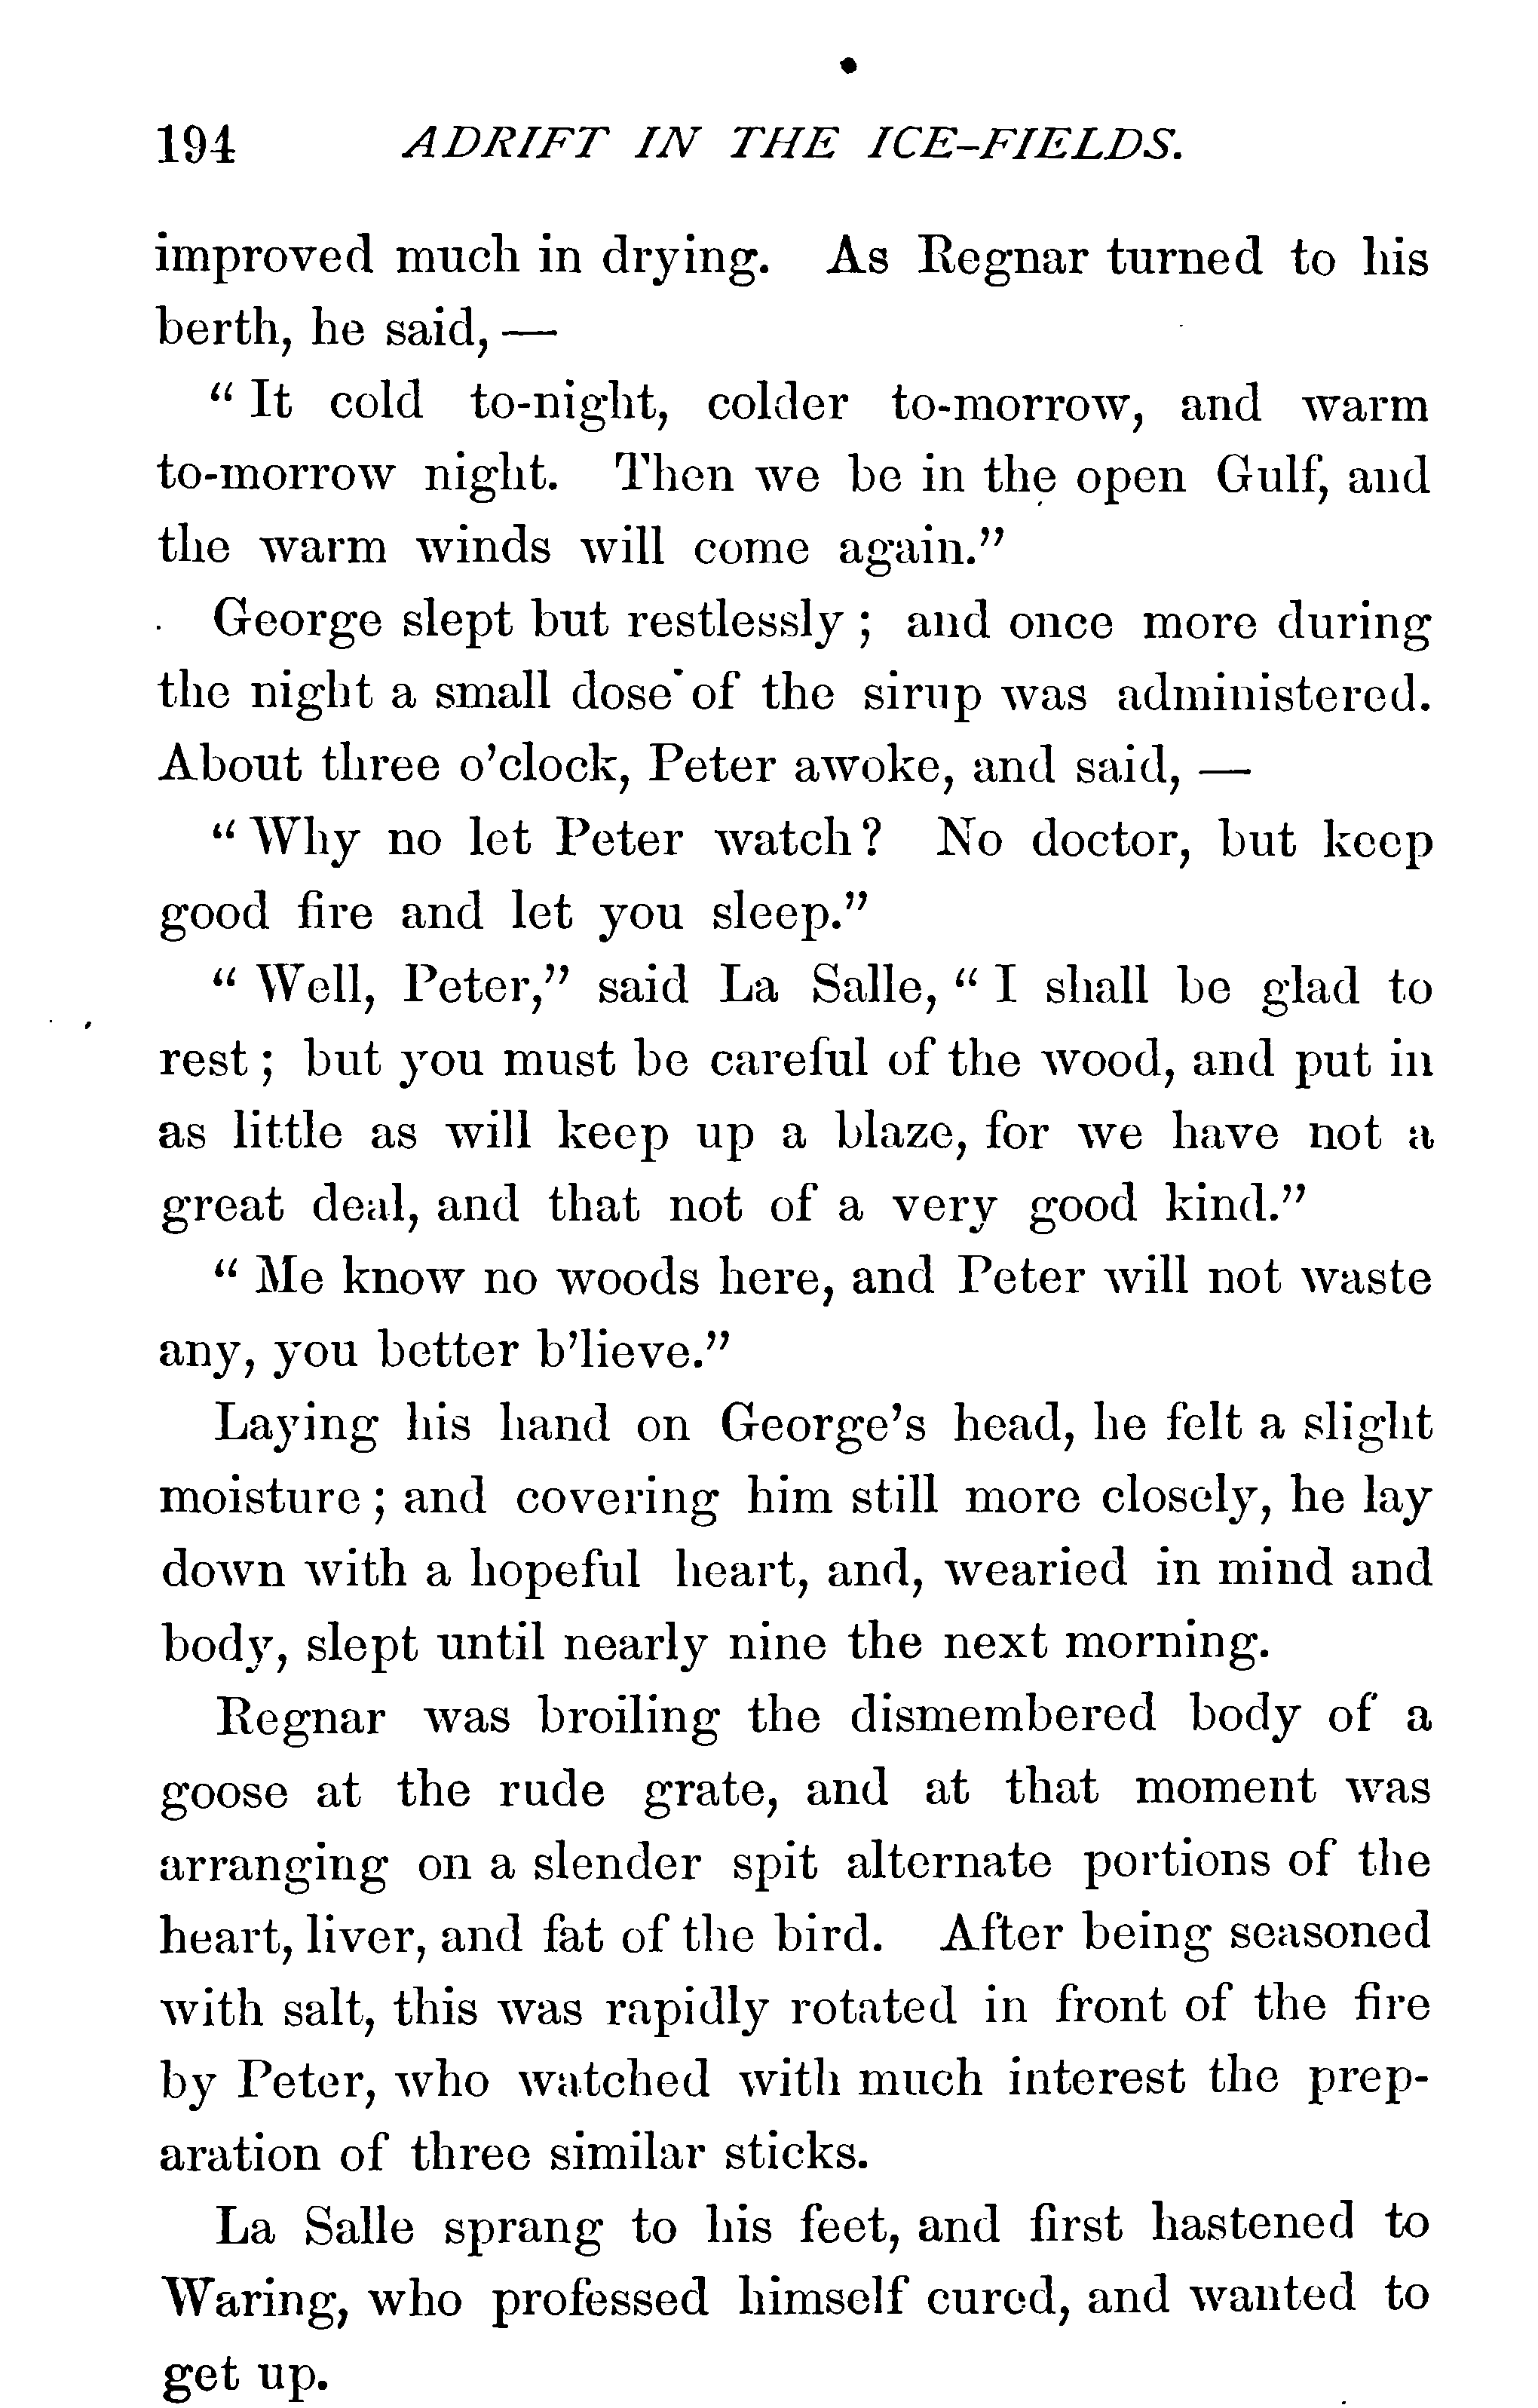 194 ADRIFT IN THE ICE-FIELDS.
improved much in drying. As Regnar turned to his
berth, he said, —
“ It cold to-night, colder to-morrow, and warm
to-morrow night. Then we be in the open Gulf, and
the warm winds will come again.”
George slept but restlessly ; and once more during
the night a small dose of the sirup was administered.
About three o’clock, Peter awoke, and said, —
“ Why no let Peter watch ? No doctor, but keep
good fire and let you sleep.”
“ Well, Peter,” said La Salle, “ I shall be glad to
rest ; but you must be careful of the wood, and put in
as little as will keep up a blaze, for we have not a
great deal, and that not of a very good kind.”
“ Me know no woods here, and Peter will not waste
any, you better b’lieve.”
Laying his hand on George’s head, he felt a slight
moisture ; and covering him still more closely, he lay
down with a hopeful heart, and, wearied in mind and
body, slept until nearly nine the next morning.
Regnar was broiling the dismembered body of a
goose at the rude grate, and at that moment was
arranging on a slender spit alternate portions of the
heart, liver, and fat of the bird. After being seasoned
with salt, this was rapidly rotated in front of the fire
by Peter, who watched with much interest the prep-
aration of three similar sticks.
La Salle sprang to his feet, and first hastened to
Waring, who professed himself cured, and wanted to
get up.